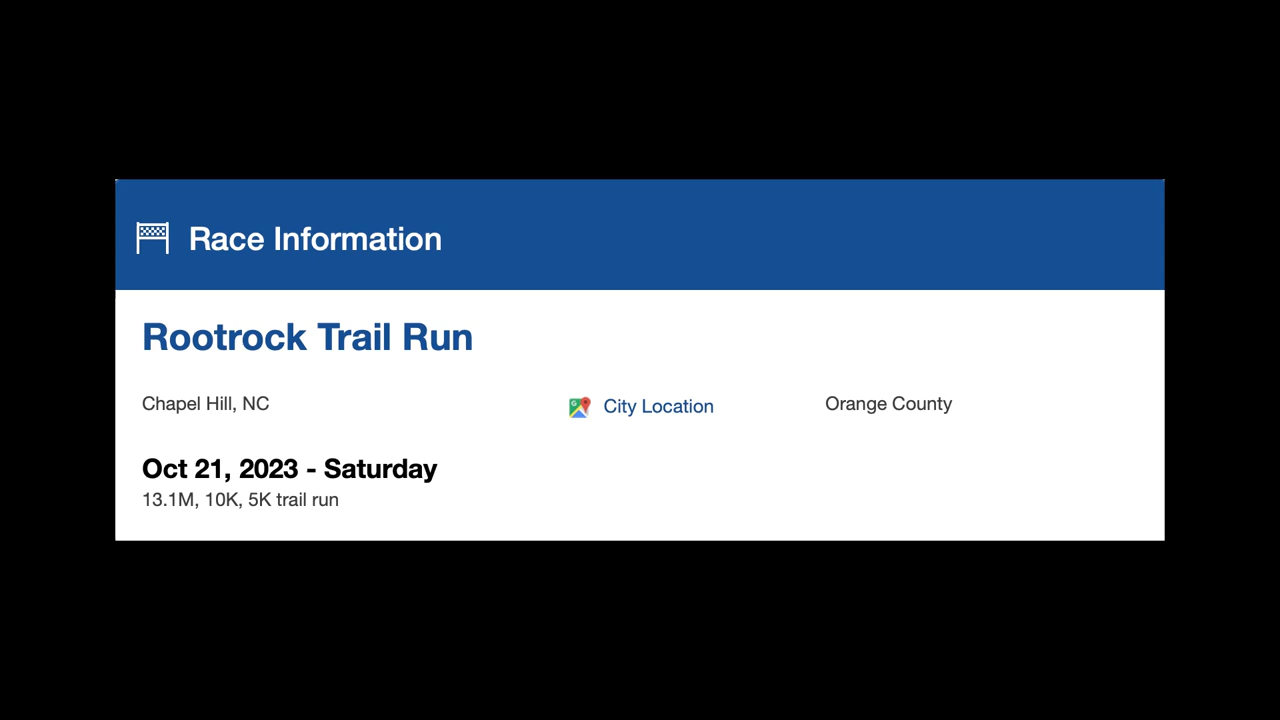 Race Information
Rootrock Trail Run
Chapel Hill, NC
City Location
Orange County
Oct 21, 2023 - Saturday
13.1M, 10K, 5K trail run